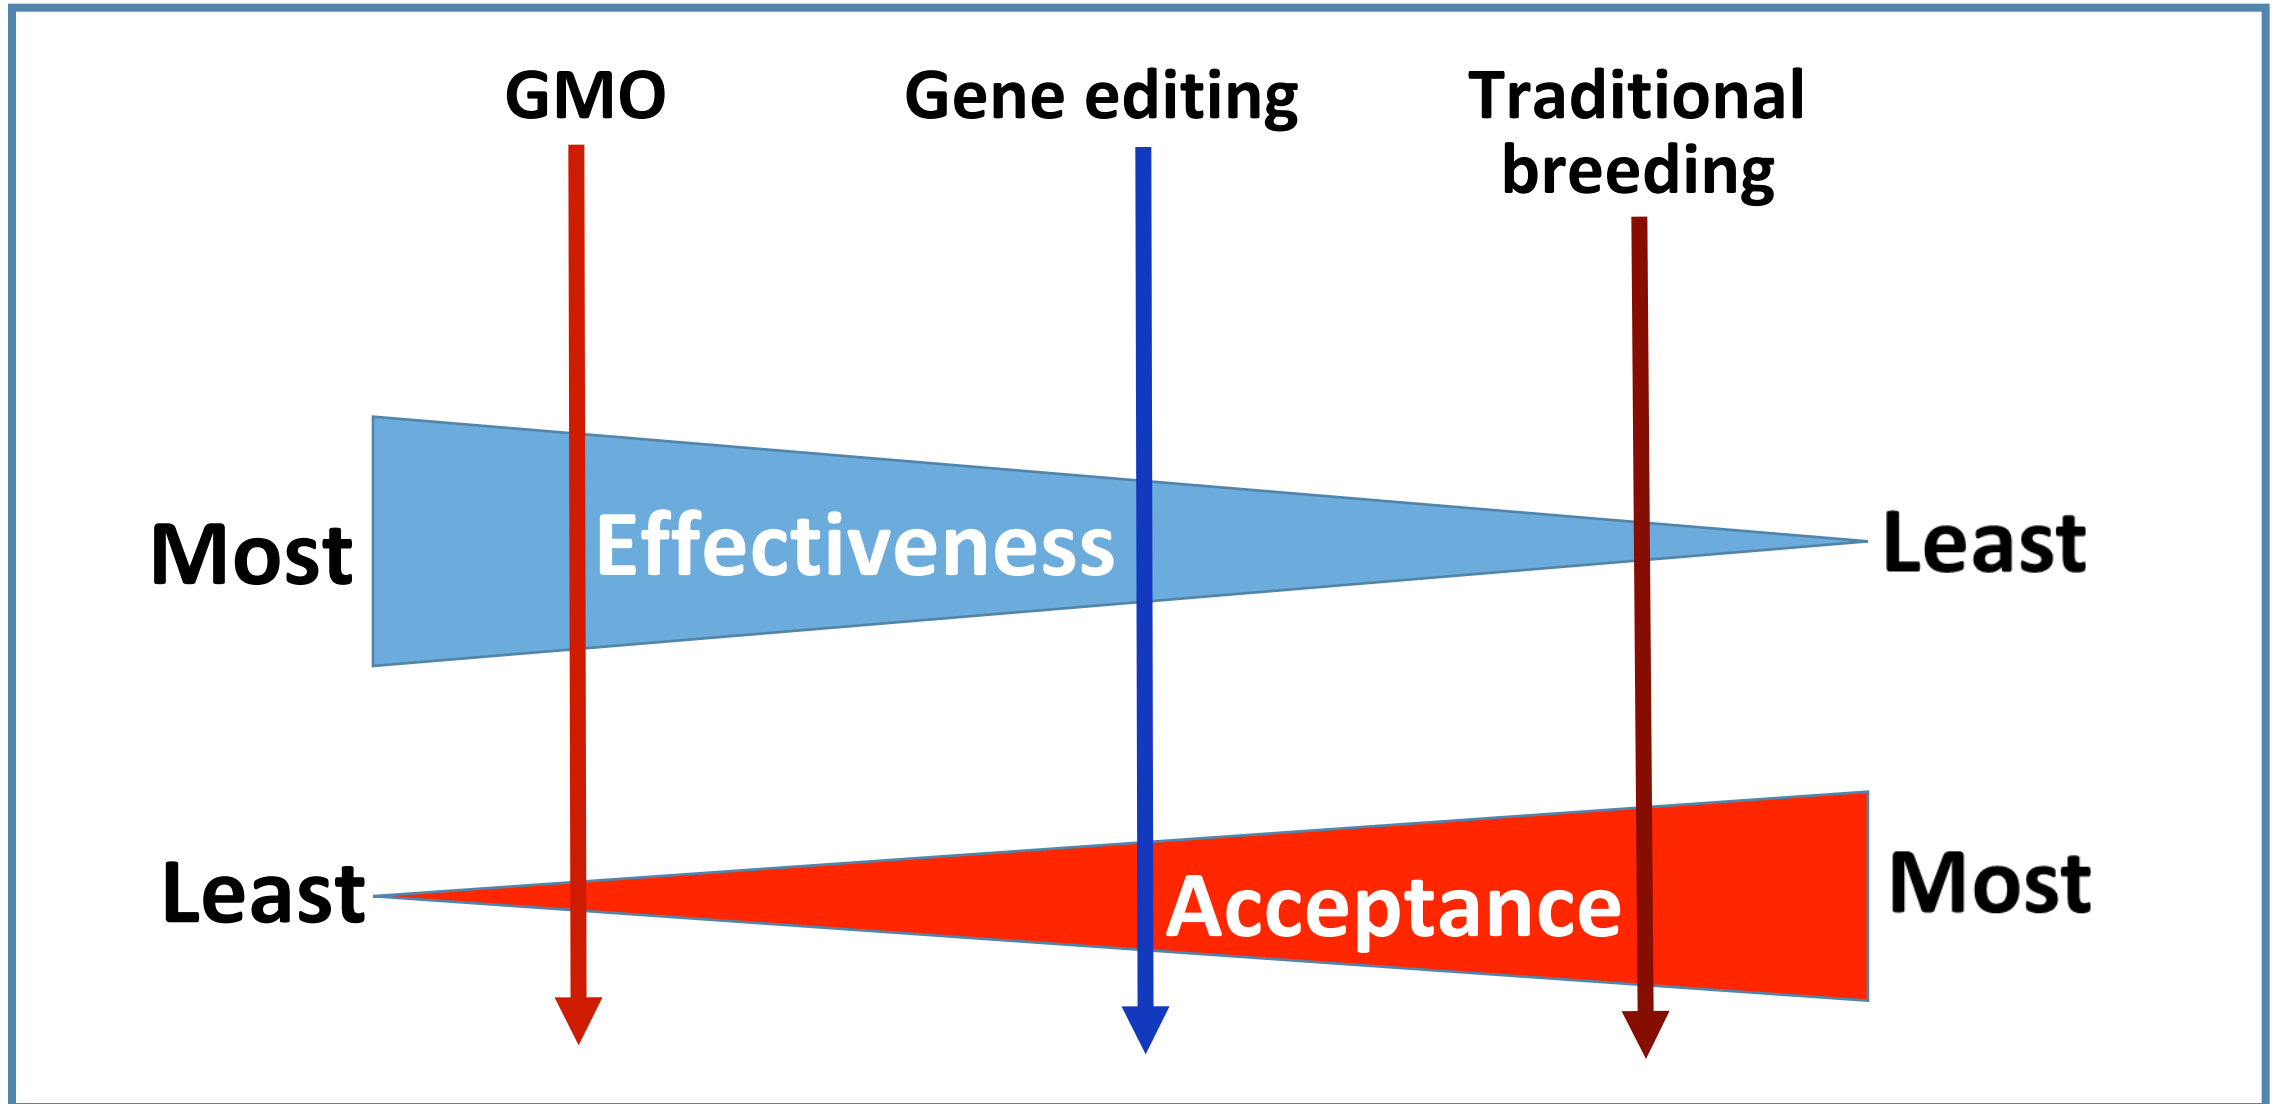 GMO
Gene editing
Traditional
breeding
Most
Effectiveness
Least
Least
Acceptance
Most